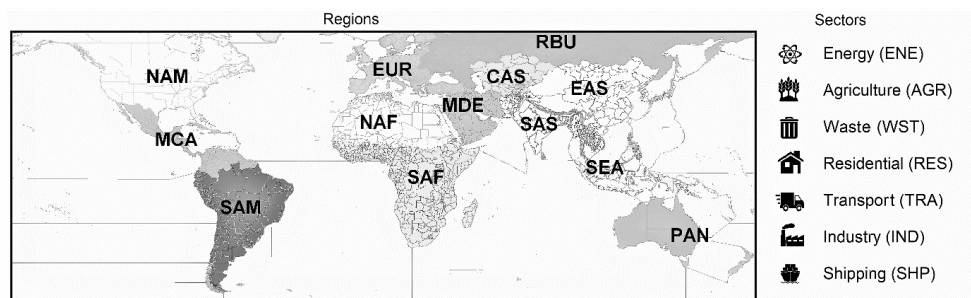 Regions
Sectors
RBU
NAM
EUR
CAS
EAS
MDE
NAF
SAS
MCA
SAF
SEA
SAM
PAN
Energy (ENE)
Agriculture (AGR)
Waste (WST)
Residential (RES)
Transport (TRA)
Industry (IND)
Shipping (SHP)